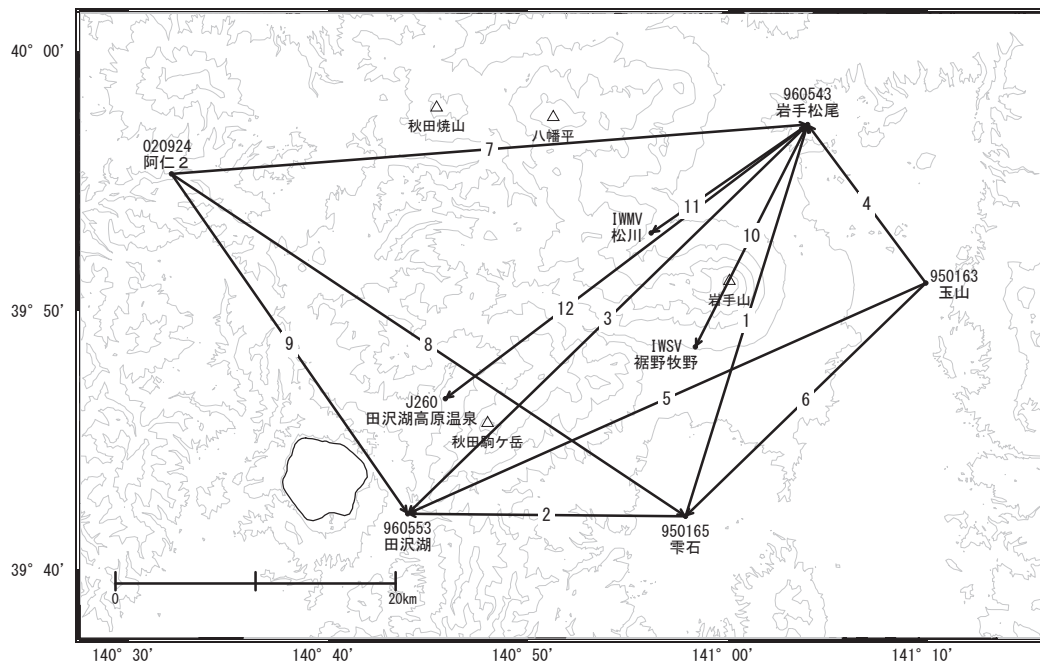 40° 00'
960543
岩手松尾
秋田焼山
八幡平
020924
阿仁２
7
IWMV
松川
11
4
10
950163
玉山
39° 50'
岩手山
12
3
1
9
8
IWSV
裾野牧野
J260
田沢湖高原温泉
5
6
秋田駒ケ岳
2
960553
田沢湖
950165
雫石
39° 40'
0
20km
140° 30'
140° 40'
140° 50'
141° 00'
141° 10'